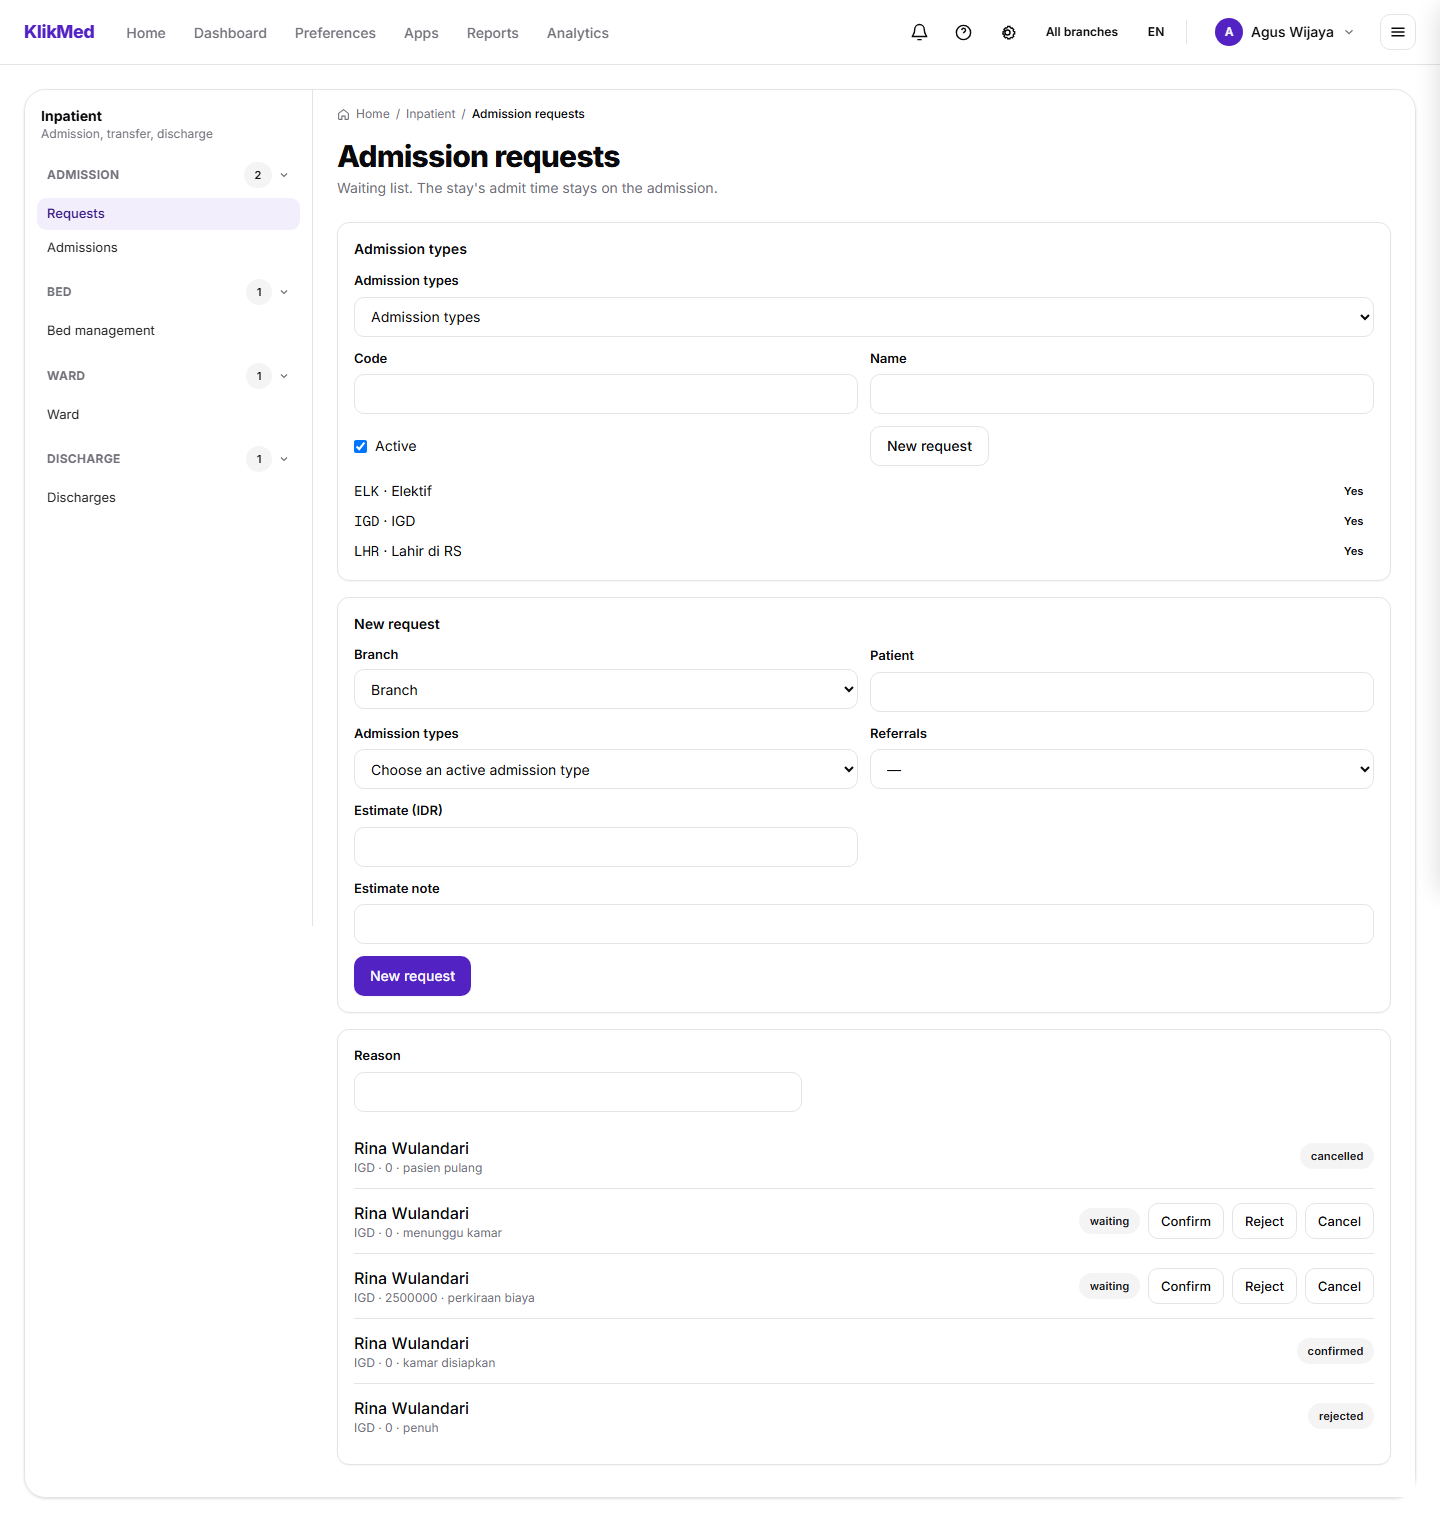 KlikMed
Home
Dashboard
Preferences
Apps
Reports
Analytics
All branches
EN
A
Agus Wijaya
Inpatient
Admission, transfer, discharge
ADMISSION
2
Requests
Admissions
BED
1
Bed management
WARD
1
Ward
DISCHARGE
1
Discharges
Home / Inpatient / Admission requests
Admission requests
Waiting list. The stay's admit time stays on the admission.
Admission types
Admission types
Admission types
Code
Name
Active
New request
ELK · Elektif
Yes
IGD · IGD
Yes
LHR · Lahir di RS
Yes
New request
Branch
Patient
Branch
Admission types
Referrals
Choose an active admission type
—
Estimate (IDR)
Estimate note
New request
Reason
Rina Wulandari
IGD · 0 · pasien pulang
cancelled
Rina Wulandari
IGD · 0 · menunggu kamar
waiting
Confirm
Reject
Cancel
Rina Wulandari
IGD · 2500000 · perkiraan biaya
waiting
Confirm
Reject
Cancel
Rina Wulandari
IGD · 0 · kamar disiapkan
confirmed
Rina Wulandari
IGD · 0 · penuh
rejected